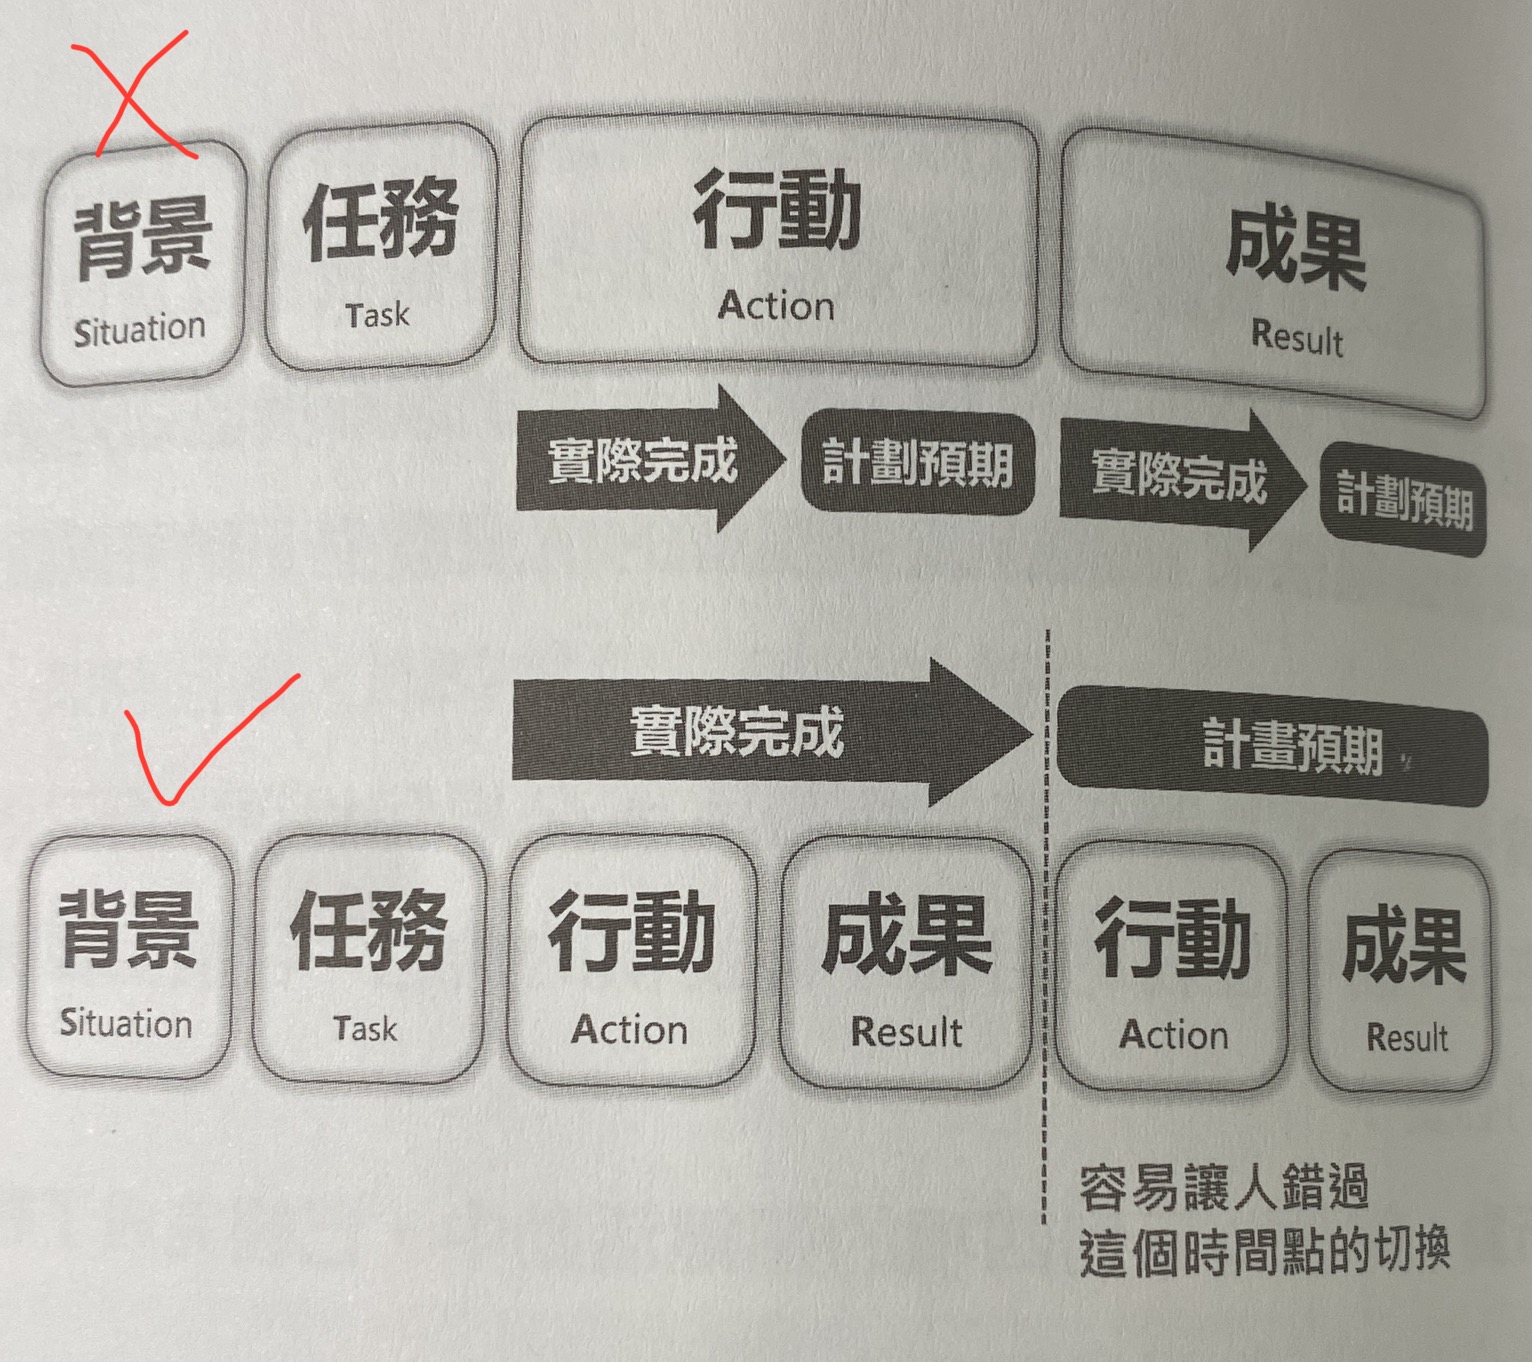 背景
Situation
任務
Task
行動
Action
成果
Result
實際完成
計劃預期
實際完成
計劃預期
實際完成
計畫預期
背景
Situation
任務
Task
行動
Action
成果
Result
行動
Action
成果
Result
容易讓人錯過
這個時間點的切換